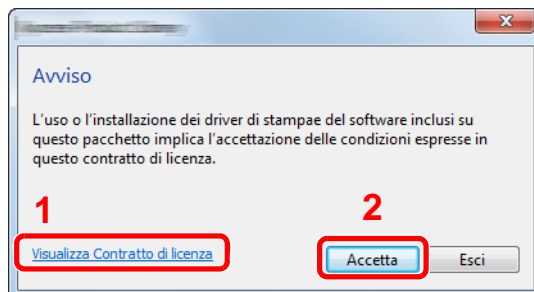 Avviso
L'uso o l'installazione dei driver di stampae del software inclusi su
questo pacchetto implica l'accettazione delle condizioni espresse in
questo contratto di licenza.
1
2
Visualizza Contratto di licenza
Accetta
Esci